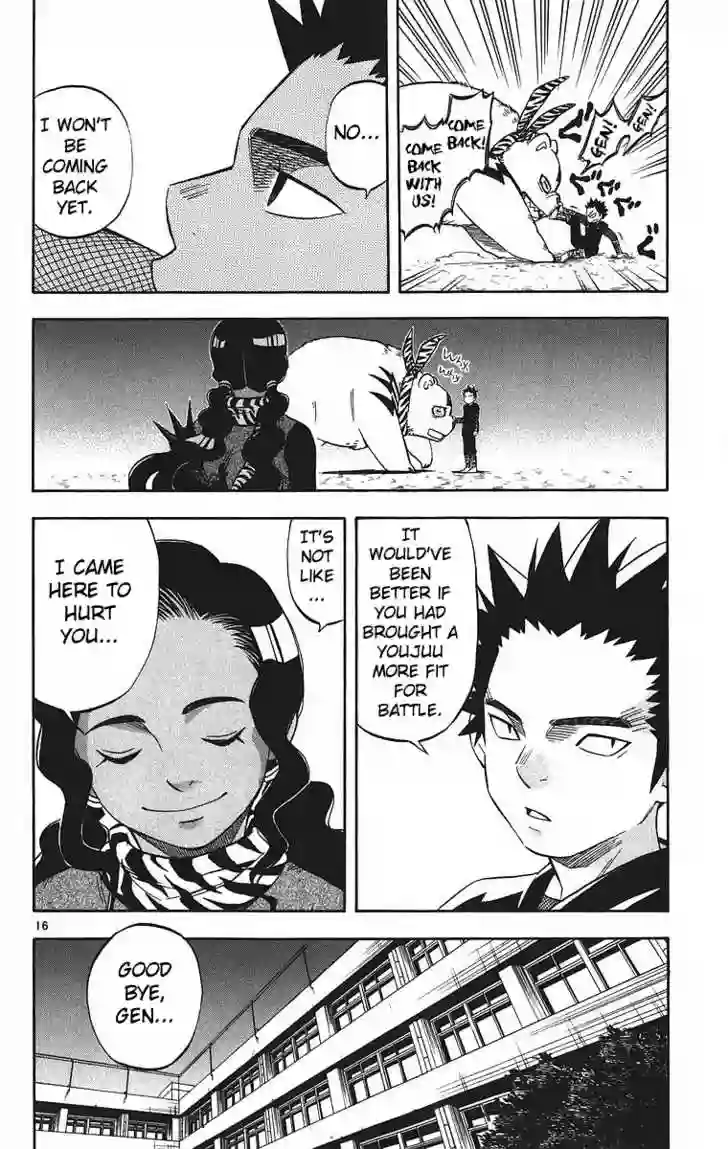 GEN!
GEN!
COME
BACK!
COME
BACK
WITH
US!
NO...
I WON'T
BE
COMING
BACK
YET.
WHY
WHY
IT
WOULD'VE
BEEN
BETTER IF
YOU HAD
BROUGHT A
YOUJUU
MORE FIT
FOR
BATTLE.
IT'S
NOT
LIKE
...
I CAME
HERE TO
HURT
YOU...
16
GOOD
BYE,
GEN...